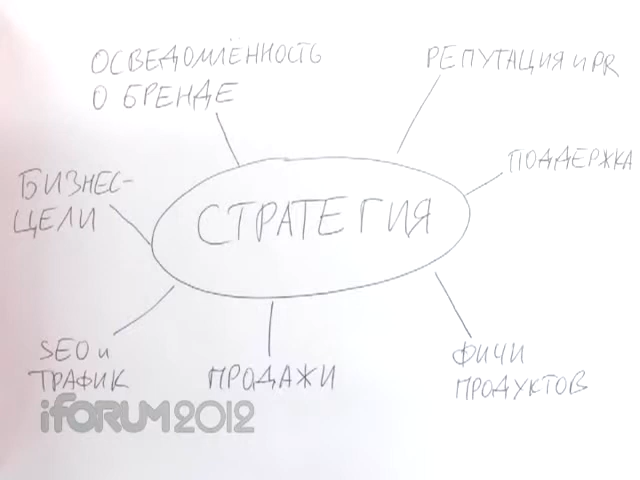 ОСВЕДОМЛЁННОСТЬ
О БРЕНДЕ
РЕПУТАЦИЯ и PR
ПОДДЕРЖКА
БИЗНЕС-
ЦЕЛИ
СТРАТЕГИЯ
SEO и
ТРАФИК
ПРОДАЖИ
ФИЧИ
ПРОДУКТОВ
iFORUM2012